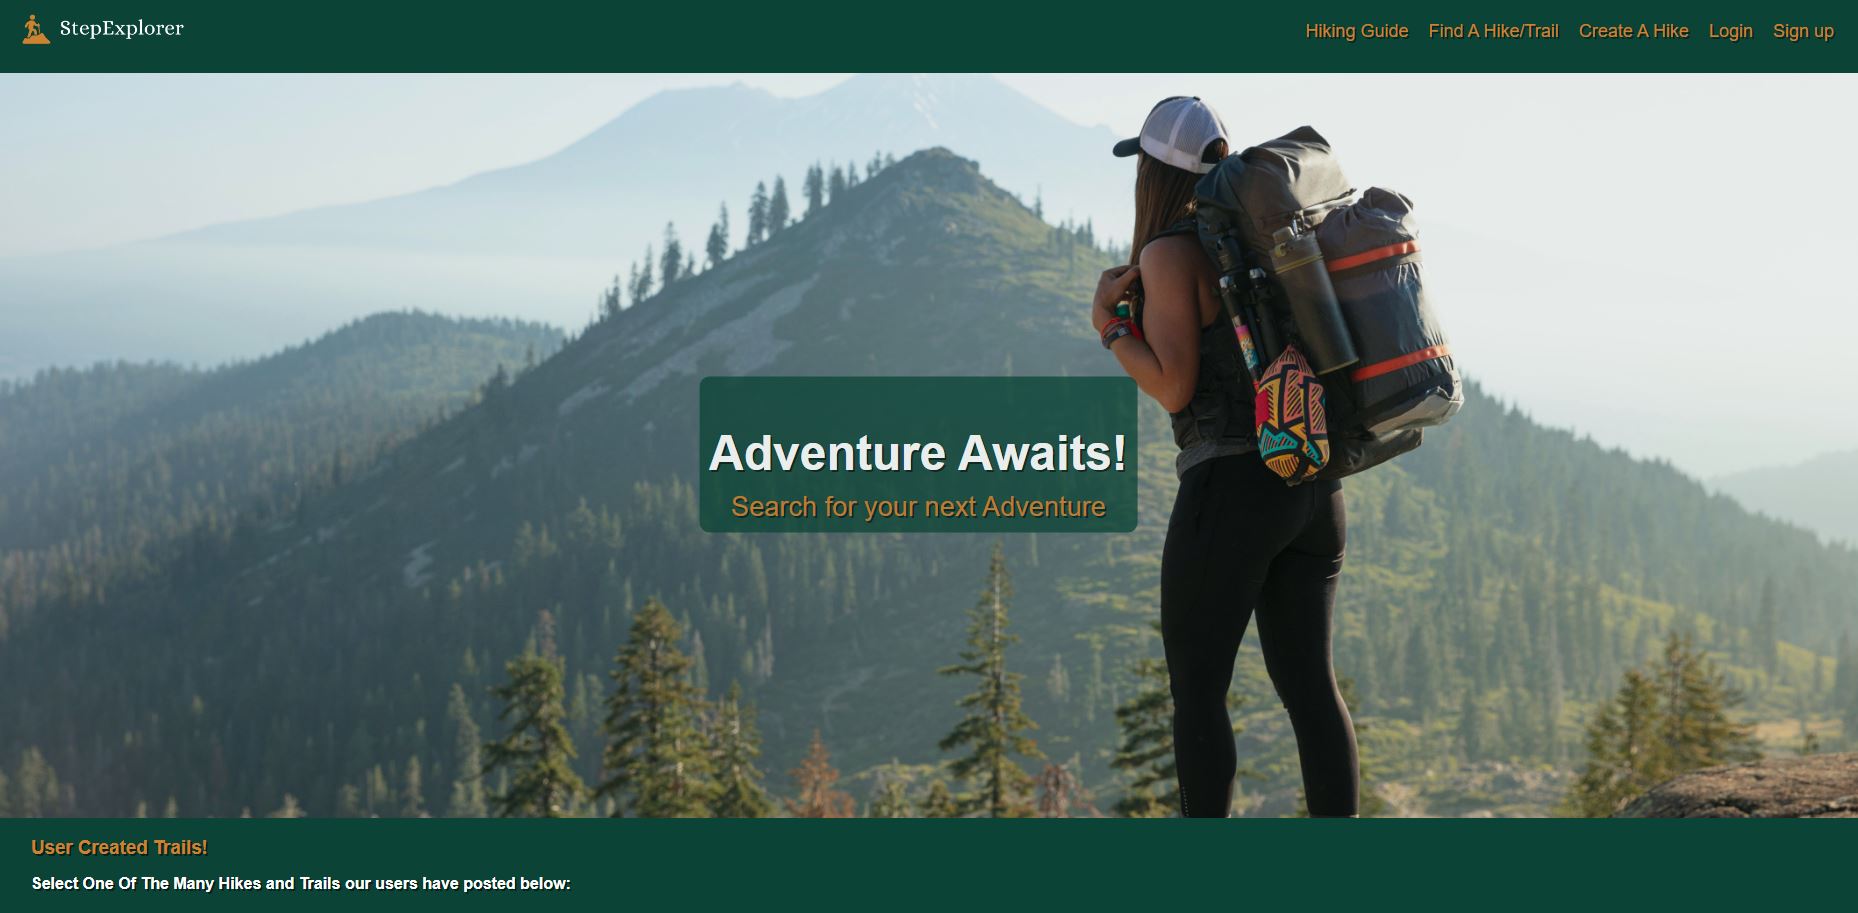 StepExplorer
Hiking Guide Find A Hike/Trail Create A Hike Login Sign up
Adventure Awaits!
Search for your next Adventure
User Created Trails!
Select One Of The Many Hikes and Trails our users have posted below: